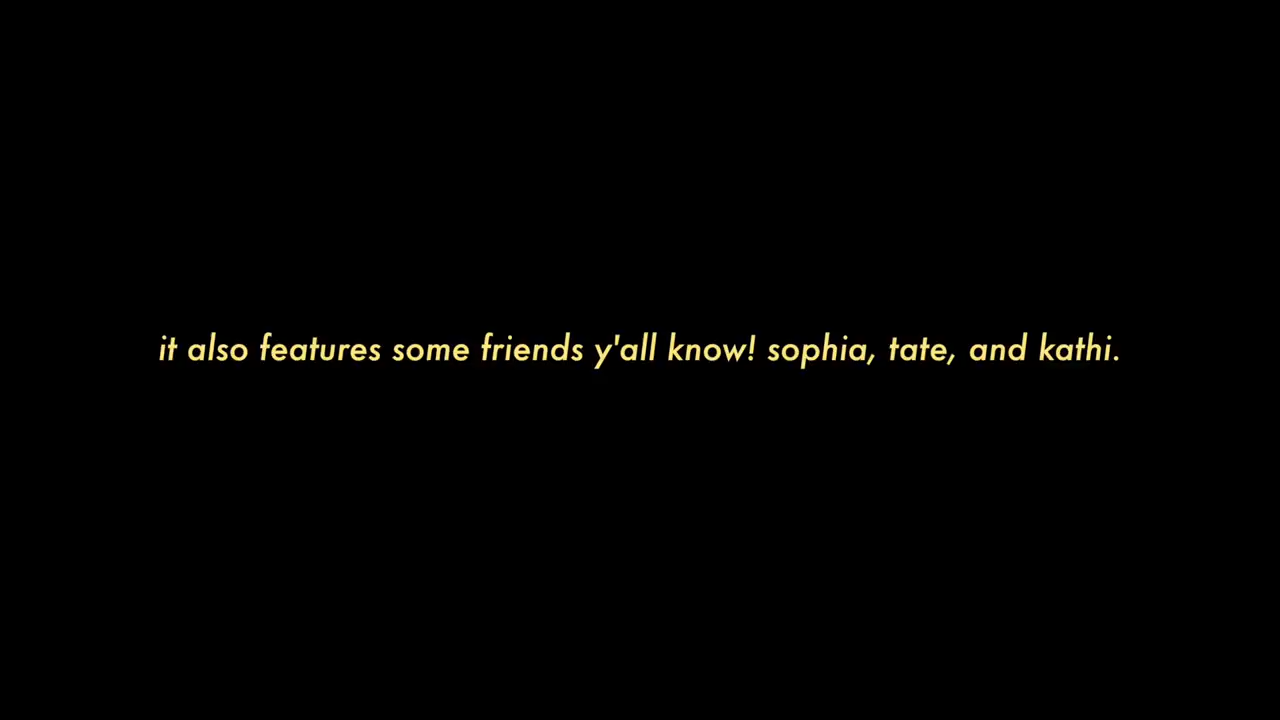 it also features some friends y'all know! sophia, tate, and kathi.